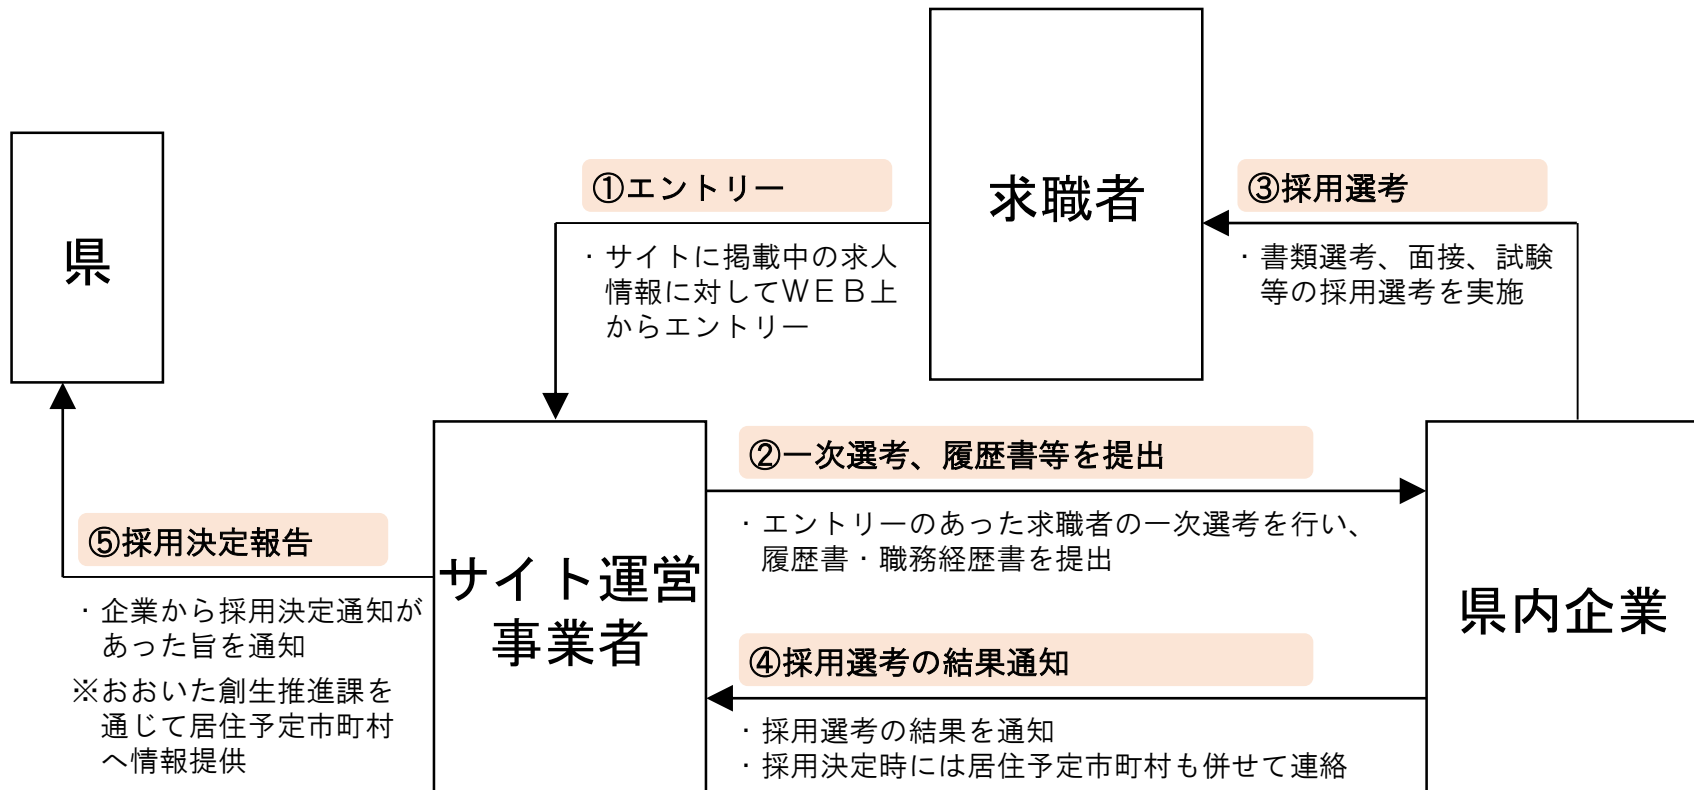 求職者
県
①エントリー
・サイトに掲載中の求人
情報に対してＷＥＢ上
からエントリー
③採用選考
・書類選考、面接、試験
等の採用選考を実施
②一次選考、履歴書等を提出
・エントリーのあった求職者の一次選考を行い、
履歴書・職務経歴書を提出
サイト運営
事業者
県内企業
④採用選考の結果通知
・採用選考の結果を通知
・採用決定時には居住予定市町村も併せて連絡
⑤採用決定報告
・企業から採用決定通知が
あった旨を通知
※おおいた創生推進課を
通じて居住予定市町村
へ情報提供